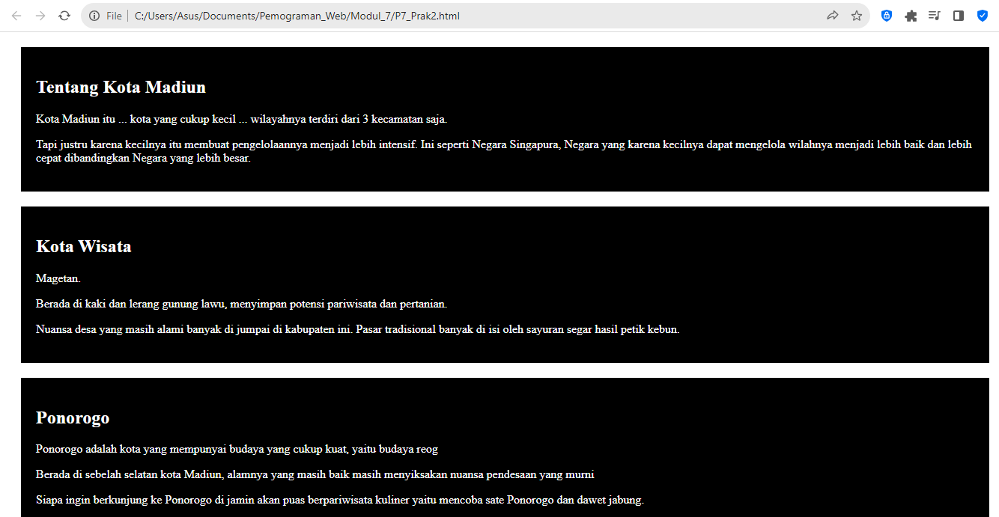 File
C:/Users/Asus/Documents/Pemograman_Web/Modul_7/P7_Prak2.html
Tentang Kota Madiun
Kota Madiun itu ... kota yang cukup kecil ... wilayahnya terdiri dari 3 kecamatan saja.
Tapi justru karena kecilnya itu membuat pengelolaannya menjadi lebih intensif. Ini seperti Negara Singapura, Negara yang karena kecilnya dapat mengelola wilahnya menjadi lebih baik dan lebih
cepat dibandingkan Negara yang lebih besar.
Kota Wisata
Magetan.
Berada di kaki dan lerang gunung lawu, menyimpan potensi pariwisata dan pertanian.
Nuansa desa yang masih alami banyak di jumpai di kabupaten ini. Pasar tradisional banyak di isi oleh sayuran segar hasil petik kebun.
Ponorogo
Ponorogo adalah kota yang mempunyai budaya yang cukup kuat, yaitu budaya reog
Berada di sebelah selatan kota Madiun, alamnya yang masih baik masih menyiksakan nuansa pendesaan yang murni
Siapa ingin berkunjung ke Ponorogo di jamin akan puas berpariwisata kuliner yaitu mencoba sate Ponorogo dan dawet jabung.